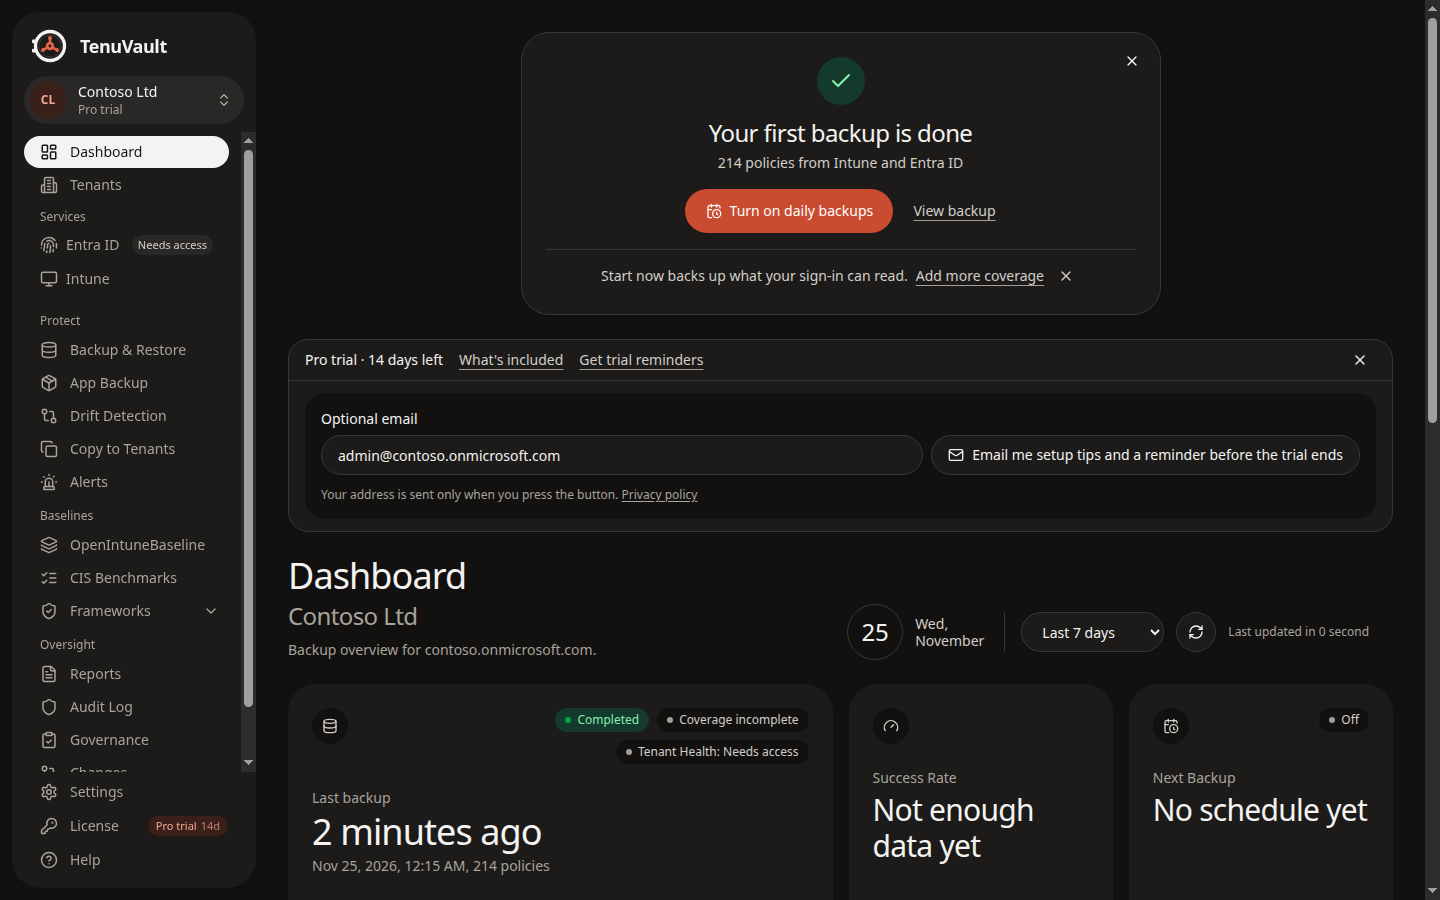 TenuVault
CL
Contoso Ltd
Pro trial
Dashboard
Tenants
Services
Entra ID
Needs access
Intune
Protect
Backup & Restore
App Backup
Drift Detection
Copy to Tenants
Alerts
Baselines
OpenIntuneBaseline
CIS Benchmarks
Frameworks
Oversight
Reports
Audit Log
Governance
Changes
Settings
License
Pro trial 14d
Help
Your first backup is done
214 policies from Intune and Entra ID
Turn on daily backups
View backup
Start now backs up what your sign-in can read. Add more coverage
Pro trial · 14 days left
What's included
Get trial reminders
Optional email
admin@contoso.onmicrosoft.com
Email me setup tips and a reminder before the trial ends
Your address is sent only when you press the button. Privacy policy
Dashboard
Contoso Ltd
Backup overview for contoso.onmicrosoft.com.
25
Wed,
November
Last 7 days
Last updated in 0 second
Completed
Coverage incomplete
Tenant Health: Needs access
Last backup
2 minutes ago
Nov 25, 2026, 12:15 AM, 214 policies
Success Rate
Not enough
data yet
Off
Next Backup
No schedule yet